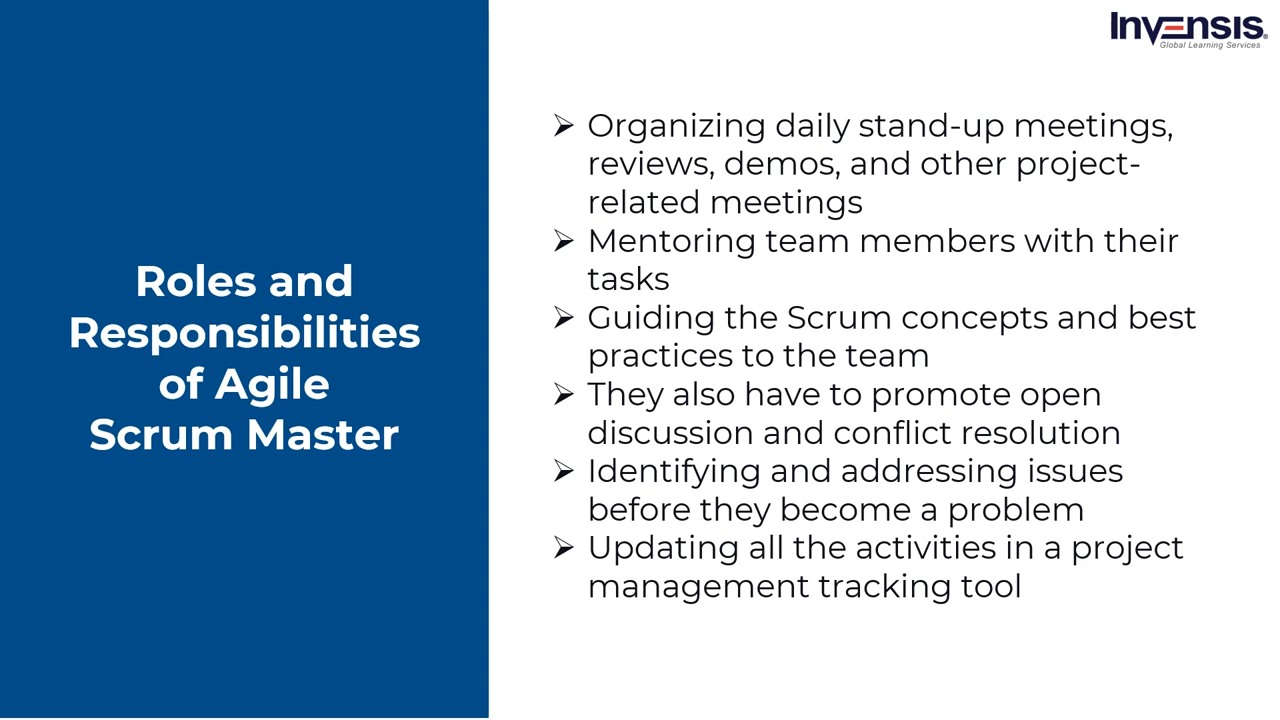 Invensis®
Global Learning Services
Roles and
Responsibilities
of Agile
Scrum Master
➢ Organizing daily stand-up meetings,
reviews, demos, and other project-
related meetings
➢ Mentoring team members with their
tasks
➢ Guiding the Scrum concepts and best
practices to the team
➢ They also have to promote open
discussion and conflict resolution
➢ Identifying and addressing issues
before they become a problem
➢ Updating all the activities in a project
management tracking tool